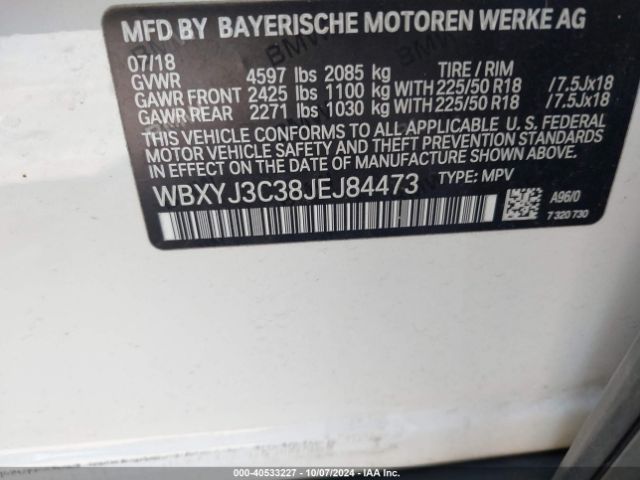 MFD BY BAYERISCHE MOTOREN WERKE AG
07/18
GVWR 4597 lbs 2085 kg TIRE / RIM
GAWR FRONT 2425 lbs 1100 kg WITH 225/50 R18 /7.5Jx18
GAWR REAR 2271 lbs 1030 kg WITH 225/50 R18 /7.5Jx18
THIS VEHICLE CONFORMS TO ALL APPLICABLE U. S. FEDERAL
MOTOR VEHICLE SAFETY AND THEFT PREVENTION STANDARDS
IN EFFECT ON THE DATE OF MANUFACTURE SHOWN ABOVE.
WBXYJ3C38JEJ84473 TYPE: MPV
A96/0
7 320 730
000-40533227 - 10/07/2024 - IAA Inc.